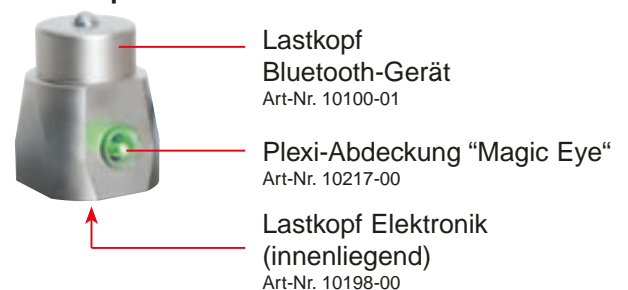 Lastkopf
Bluetooth-Gerät
Art-Nr. 10100-01
Plexi-Abdeckung “Magic Eye“
Art-Nr. 10217-00
Lastkopf Elektronik
(innenliegend)
Art-Nr. 10198-00